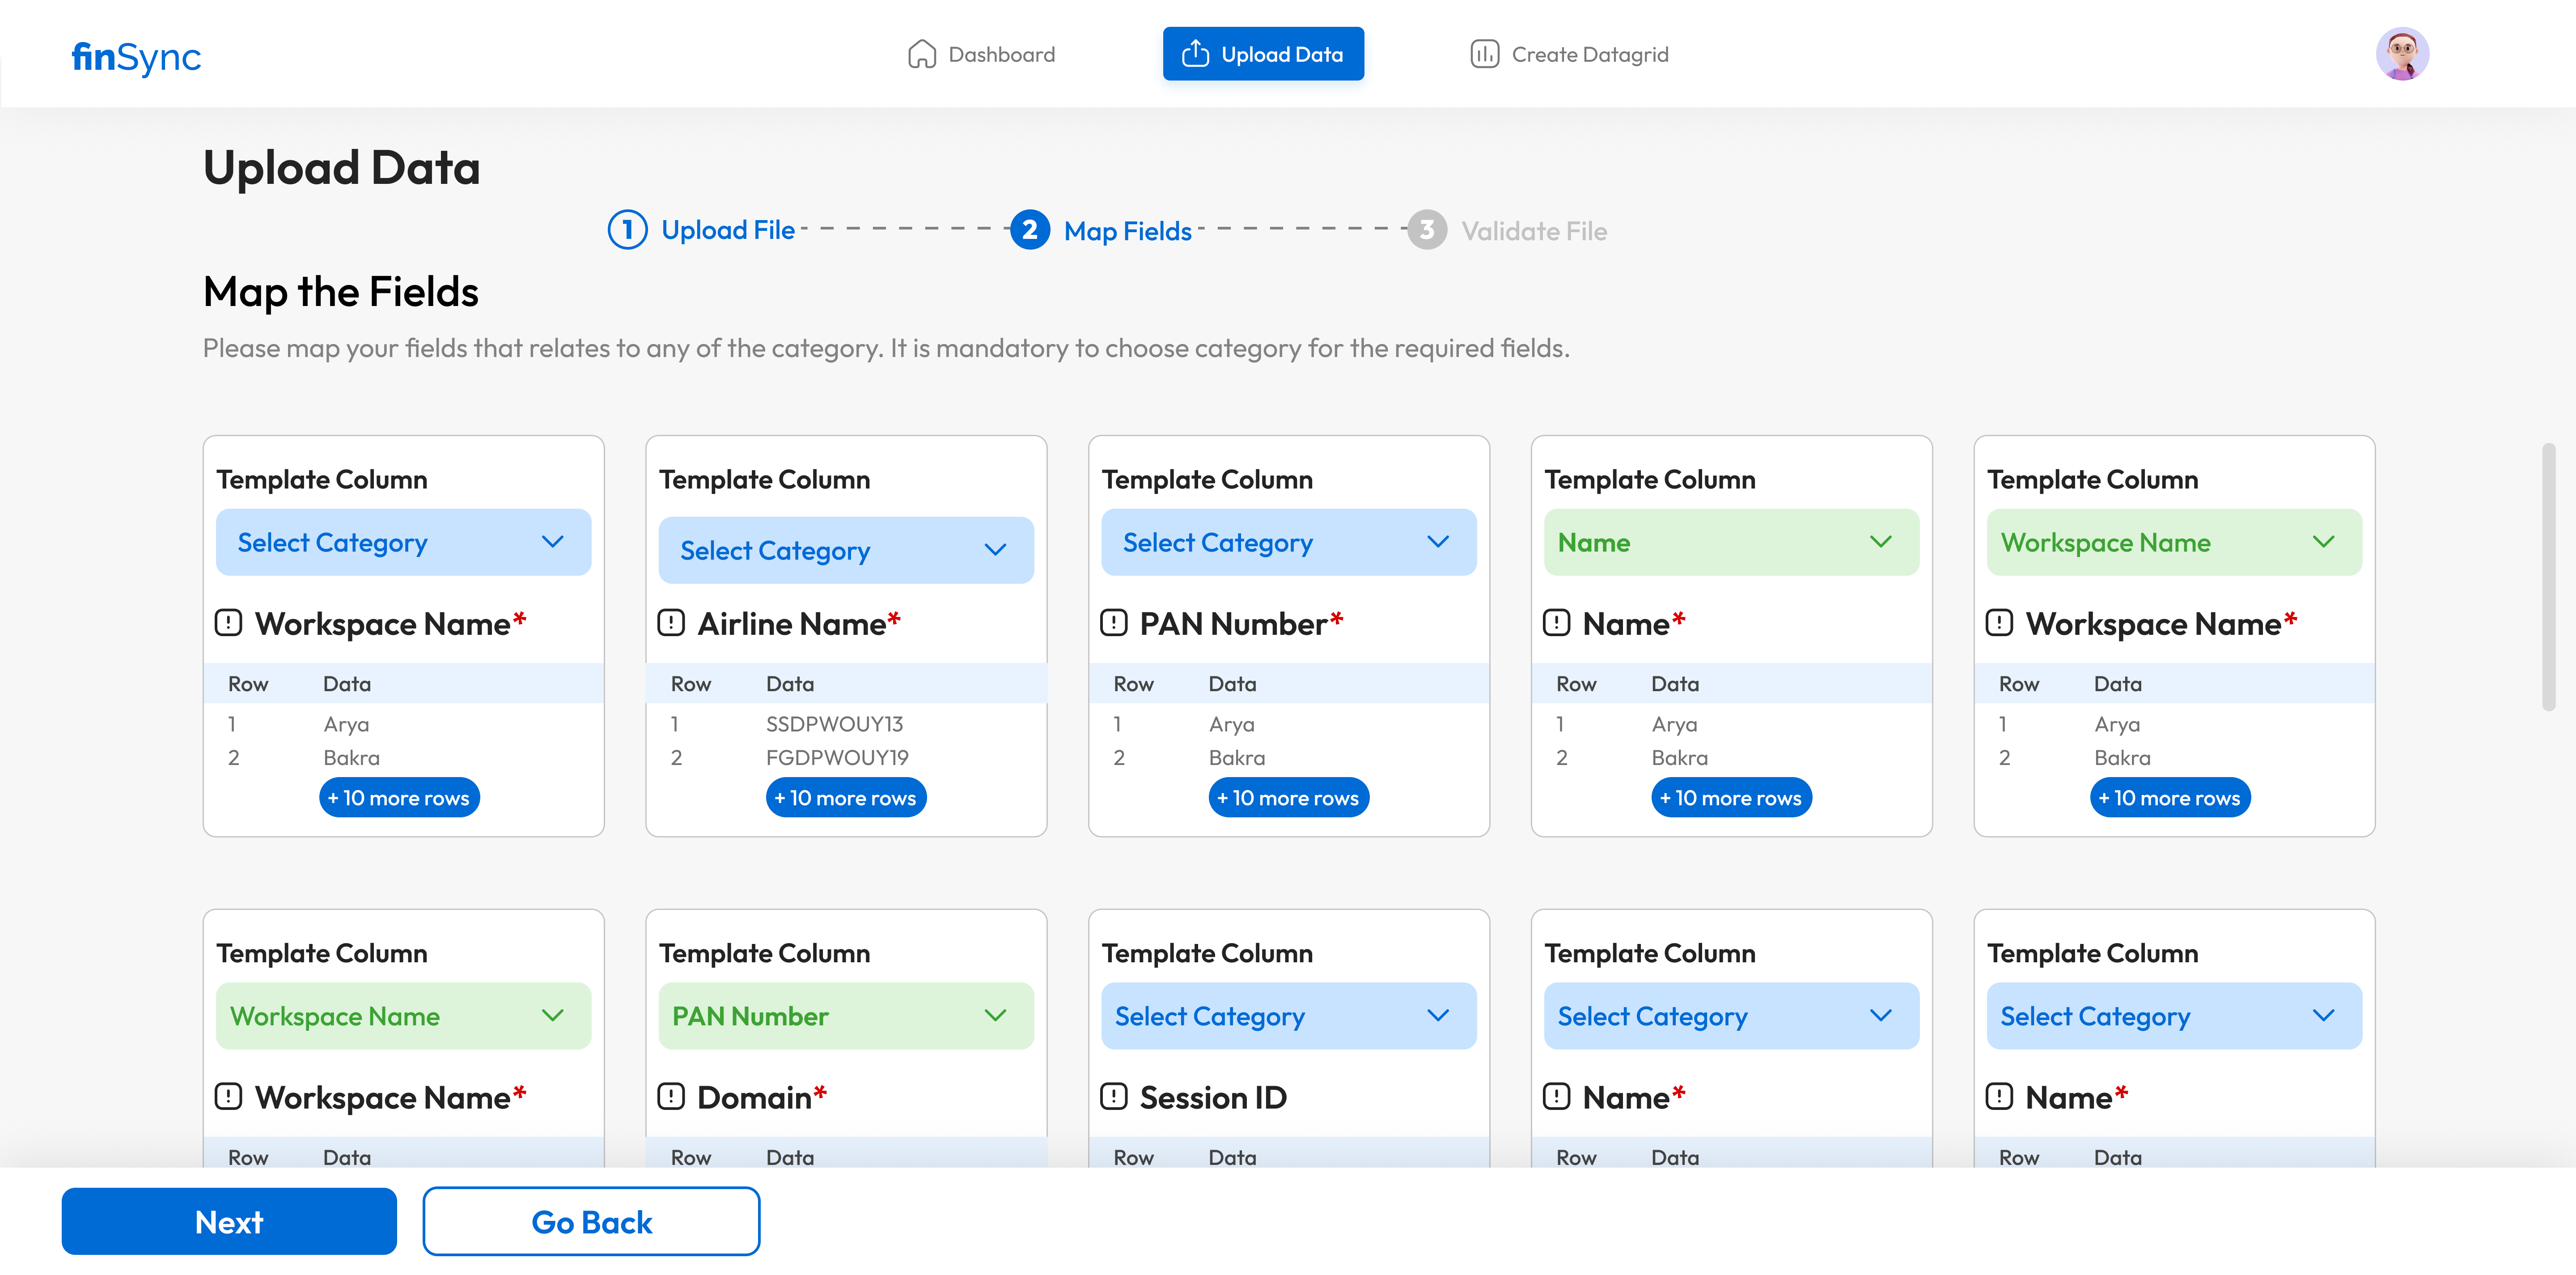 finSync
Dashboard
Upload Data
Create Datagrid
Upload Data
1 Upload File
2 Map Fields
3 Validate File
Map the Fields
Please map your fields that relates to any of the category. It is mandatory to choose category for the required fields.
Template Column
Select Category
Workspace Name*
Row Data
1 Arya
2 Bakra
+ 10 more rows
Template Column
Select Category
Airline Name*
Row Data
1 SSDPWOUY13
2 FGDPWOUY19
+ 10 more rows
Template Column
Select Category
PAN Number*
Row Data
1 Arya
2 Bakra
+ 10 more rows
Template Column
Name
Name*
Row Data
1 Arya
2 Bakra
+ 10 more rows
Template Column
Workspace Name
Workspace Name*
Row Data
1 Arya
2 Bakra
+ 10 more rows
Template Column
Workspace Name
Workspace Name*
Row Data
Template Column
PAN Number
Domain*
Row Data
Template Column
Select Category
Session ID
Row Data
Template Column
Select Category
Name*
Row Data
Template Column
Select Category
Name*
Row Data
Next
Go Back